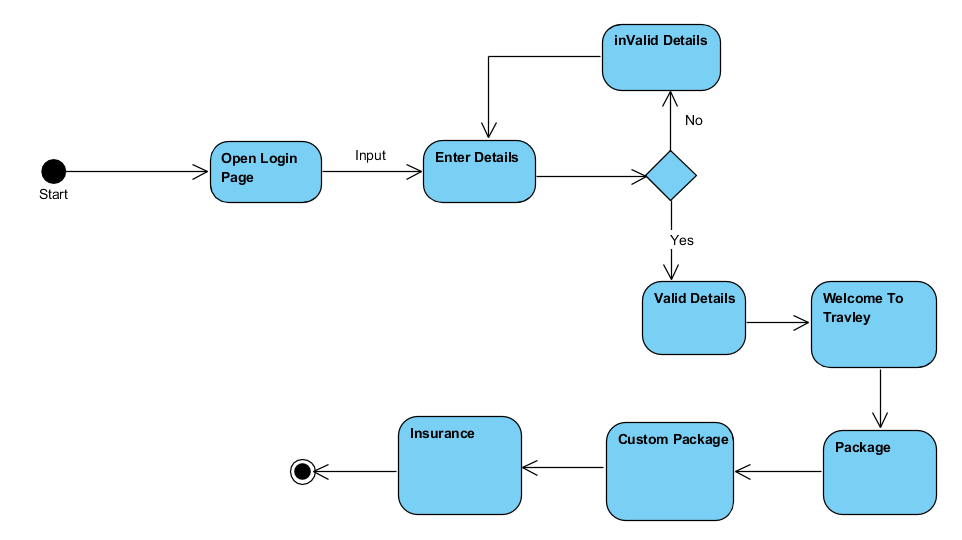 inValid Details
No
Open Login
Page
Input
Enter Details
Start
Yes
Valid Details
Welcome To
Travley
Insurance
Custom Package
Package